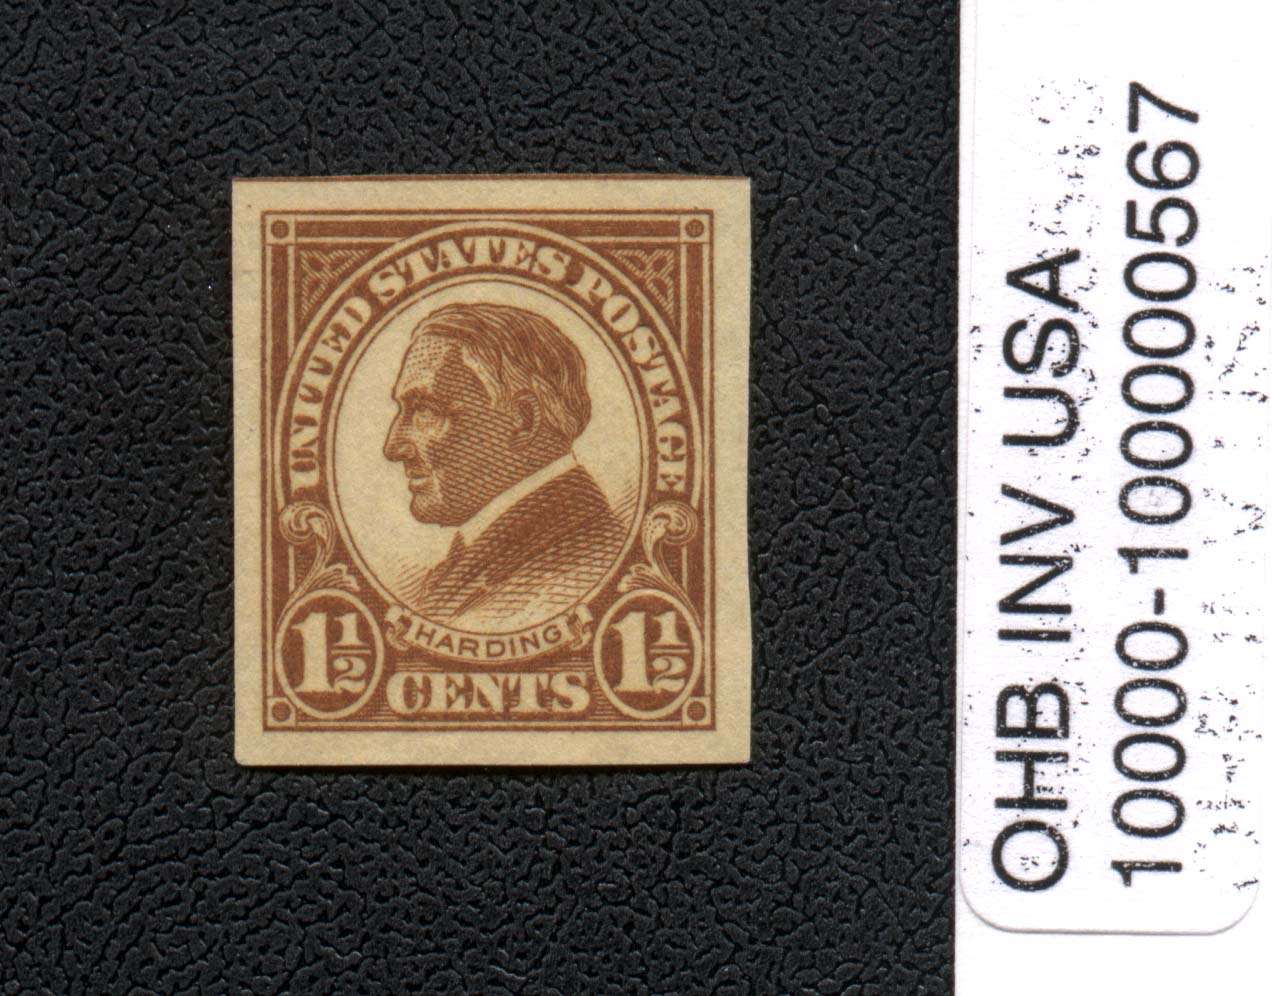 UNITED STATES POSTAGE
HARDING
1½ CENTS 1½
OHB INV USA
10000-10000567